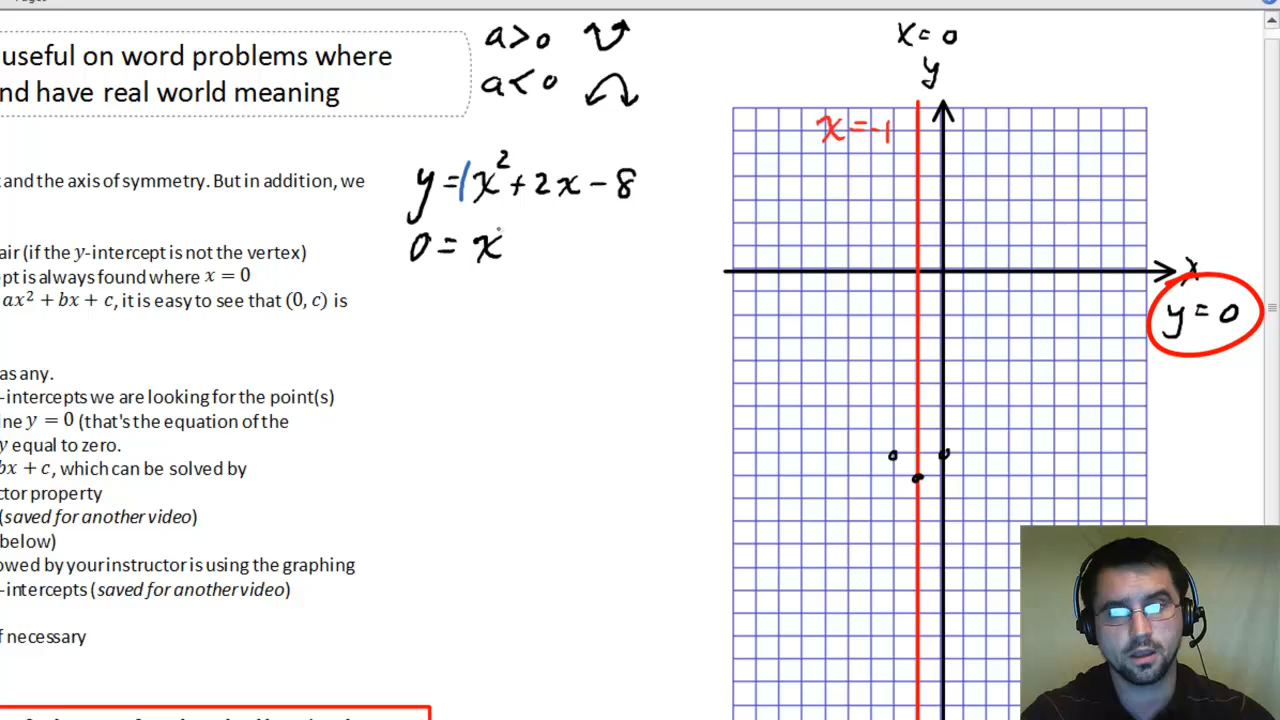 useful on word problems where
nd have real world meaning
and the axis of symmetry. But in addition, we
air (if the y-intercept is not the vertex)
ept is always found where x = 0
ax² + bx + c, it is easy to see that (0, c) is
as any.
-intercepts we are looking for the point(s)
ine y = 0 (that's the equation of the
y equal to zero.
bx + c, which can be solved by
ctor property
(saved for another video)
below)
owed by your instructor is using the graphing
-intercepts (saved for another video)
f necessary
a > 0
a < 0
y = 1x² + 2x - 8
0 = x
x = 0
y
x = -1
x
y = 0